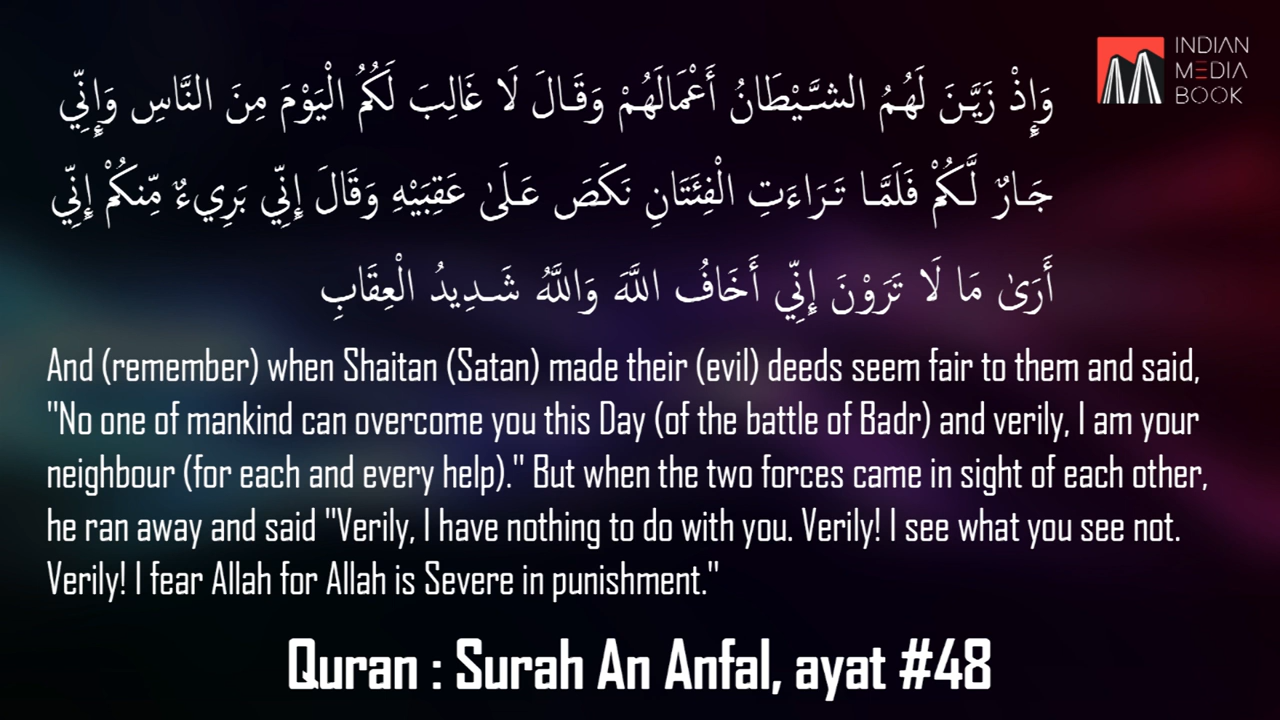 INDIAN
MEDIA
BOOK
وَإِذْ زَيَّنَ لَهُمُ الشَّيْطَانُ أَعْمَالَهُمْ وَقَالَ لَا غَالِبَ لَكُمُ الْيَوْمَ مِنَ النَّاسِ وَإِنِّي
جَارٌ لَّكُمْ فَلَمَّا تَرَاءَتِ الْفِئَتَانِ نَكَصَ عَلَىٰ عَقِبَيْهِ وَقَالَ إِنِّي بَرِيءٌ مِّنكُمْ إِنِّي
أَرَىٰ مَا لَا تَرَوْنَ إِنِّي أَخَافُ اللَّهَ وَاللَّهُ شَدِيدُ الْعِقَابِ
And (remember) when Shaitan (Satan) made their (evil) deeds seem fair to them and said,
"No one of mankind can overcome you this Day (of the battle of Badr) and verily, I am your
neighbour (for each and every help)." But when the two forces came in sight of each other,
he ran away and said "Verily, I have nothing to do with you. Verily! I see what you see not.
Verily! I fear Allah for Allah is Severe in punishment."
Quran : Surah An Anfal, ayat #48